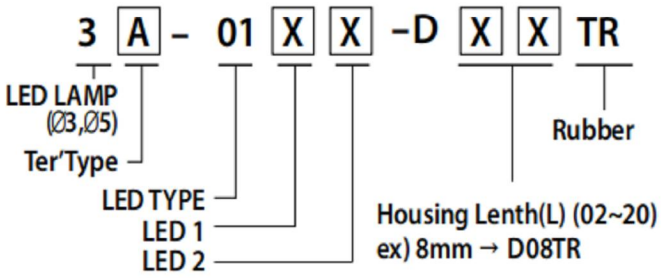 3 A - 01 X X -D X X TR
LED LAMP
(Ø3,Ø5)
Rubber
Ter'Type
LED TYPE
Housing Lenth(L) (02~20)
LED 1
ex) 8mm → D08TR
LED 2